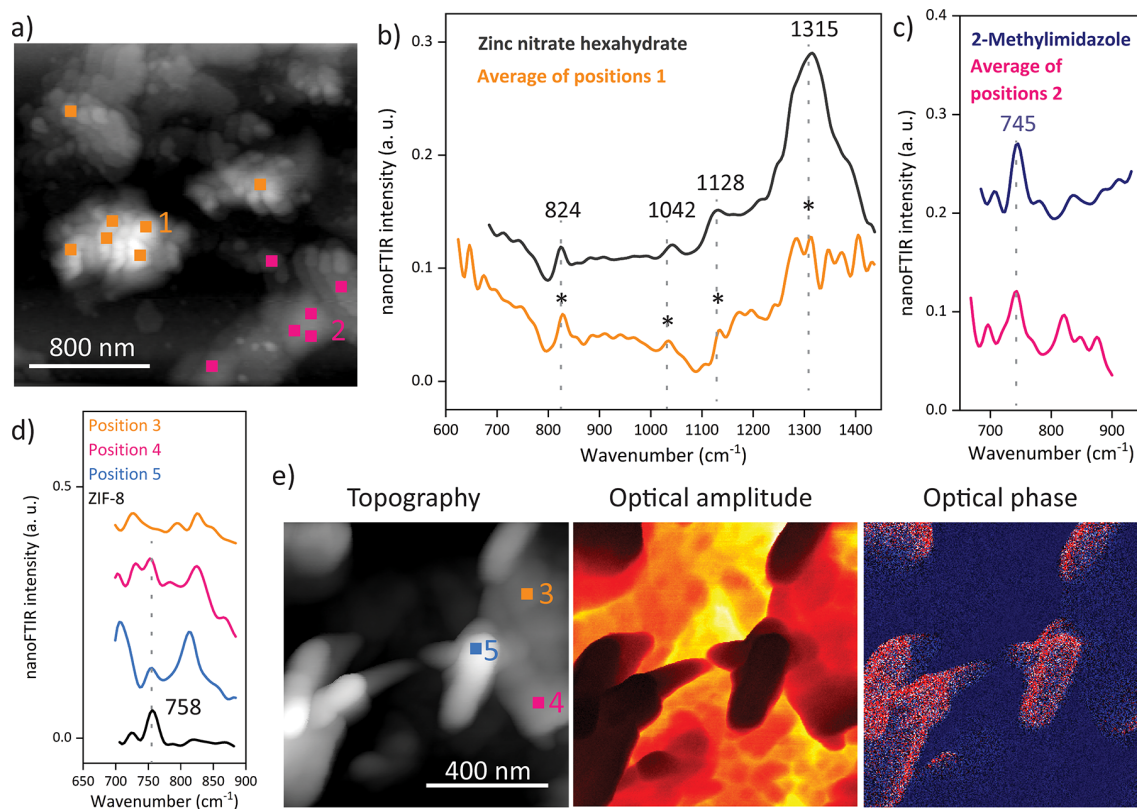 a)
1
2
800 nm
b)
Zinc nitrate hexahydrate
Average of positions 1
1315
1128
1042
824
*
*
*
*
0.3
0.2
0.1
0.0
nanoFTIR intensity (a. u.)
600 700 800 900 1000 1100 1200 1300 1400
Wavenumber (cm⁻¹)
c)
2-Methylimidazole
Average of
positions 2
745
0.4
0.3
0.2
0.1
0.0
nanoFTIR intensity (a. u.)
700 800 900
Wavenumber (cm⁻¹)
d)
Position 3
Position 4
Position 5
ZIF-8
758
0.5
0.0
nanoFTIR intensity (a. u.)
650 700 750 800 850 900
Wavenumber (cm⁻¹)
e)
Topography
Optical amplitude
Optical phase
3
5
4
400 nm